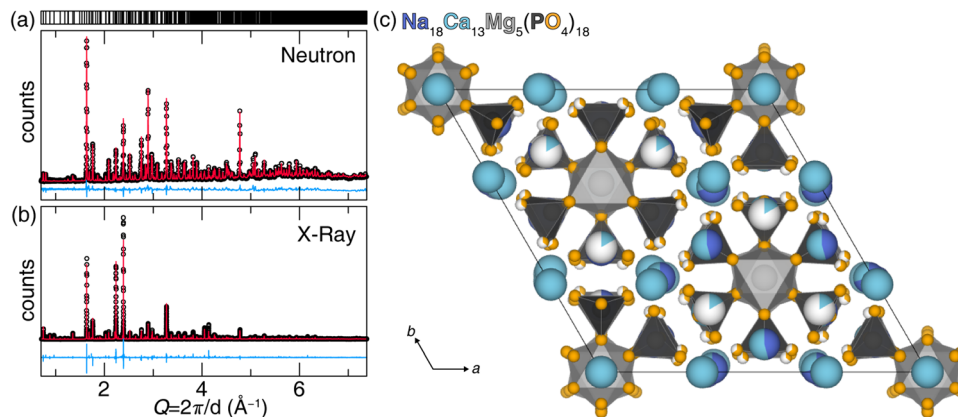 (a)
Neutron
counts
(b)
X-Ray
counts
2 4 6
Q=2π/d (Å⁻¹)
(c) Na₁₈Ca₁₃Mg₅(PO₄)₁₈
b
a